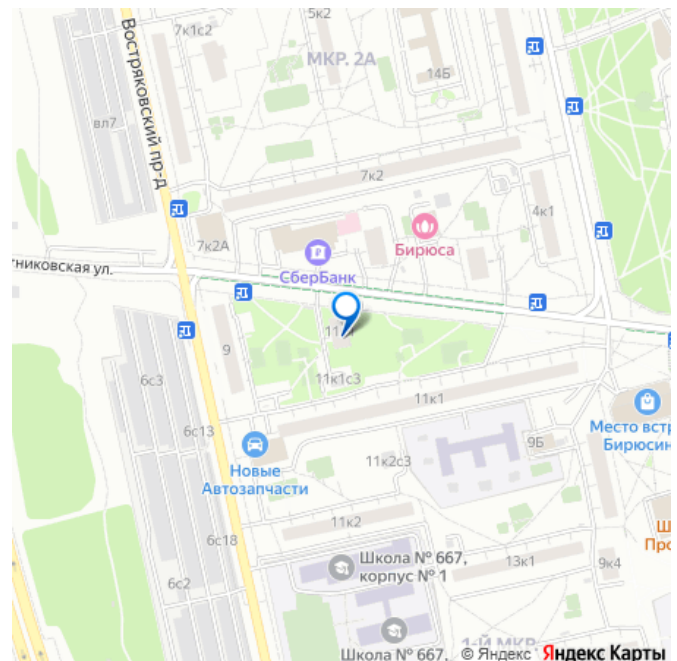 7к1с2
5к2
МКР. 2А
14Б
Востряковский пр-д
вл7
7к2
4к1
7к2А
Бирюса
СберБанк
тниковская ул.
9
11к1с3
11к1
6с3
6с13
Место встр
Бирюсин
9Б
Новые
Автозапчасти
11к2с3
11к2
6с18
Ш
Про
Школа № 667,
корпус № 1
13к1
9к4
6с2
1-Й МКР
Школа № 667,
© Яндекс Яндекс Карты